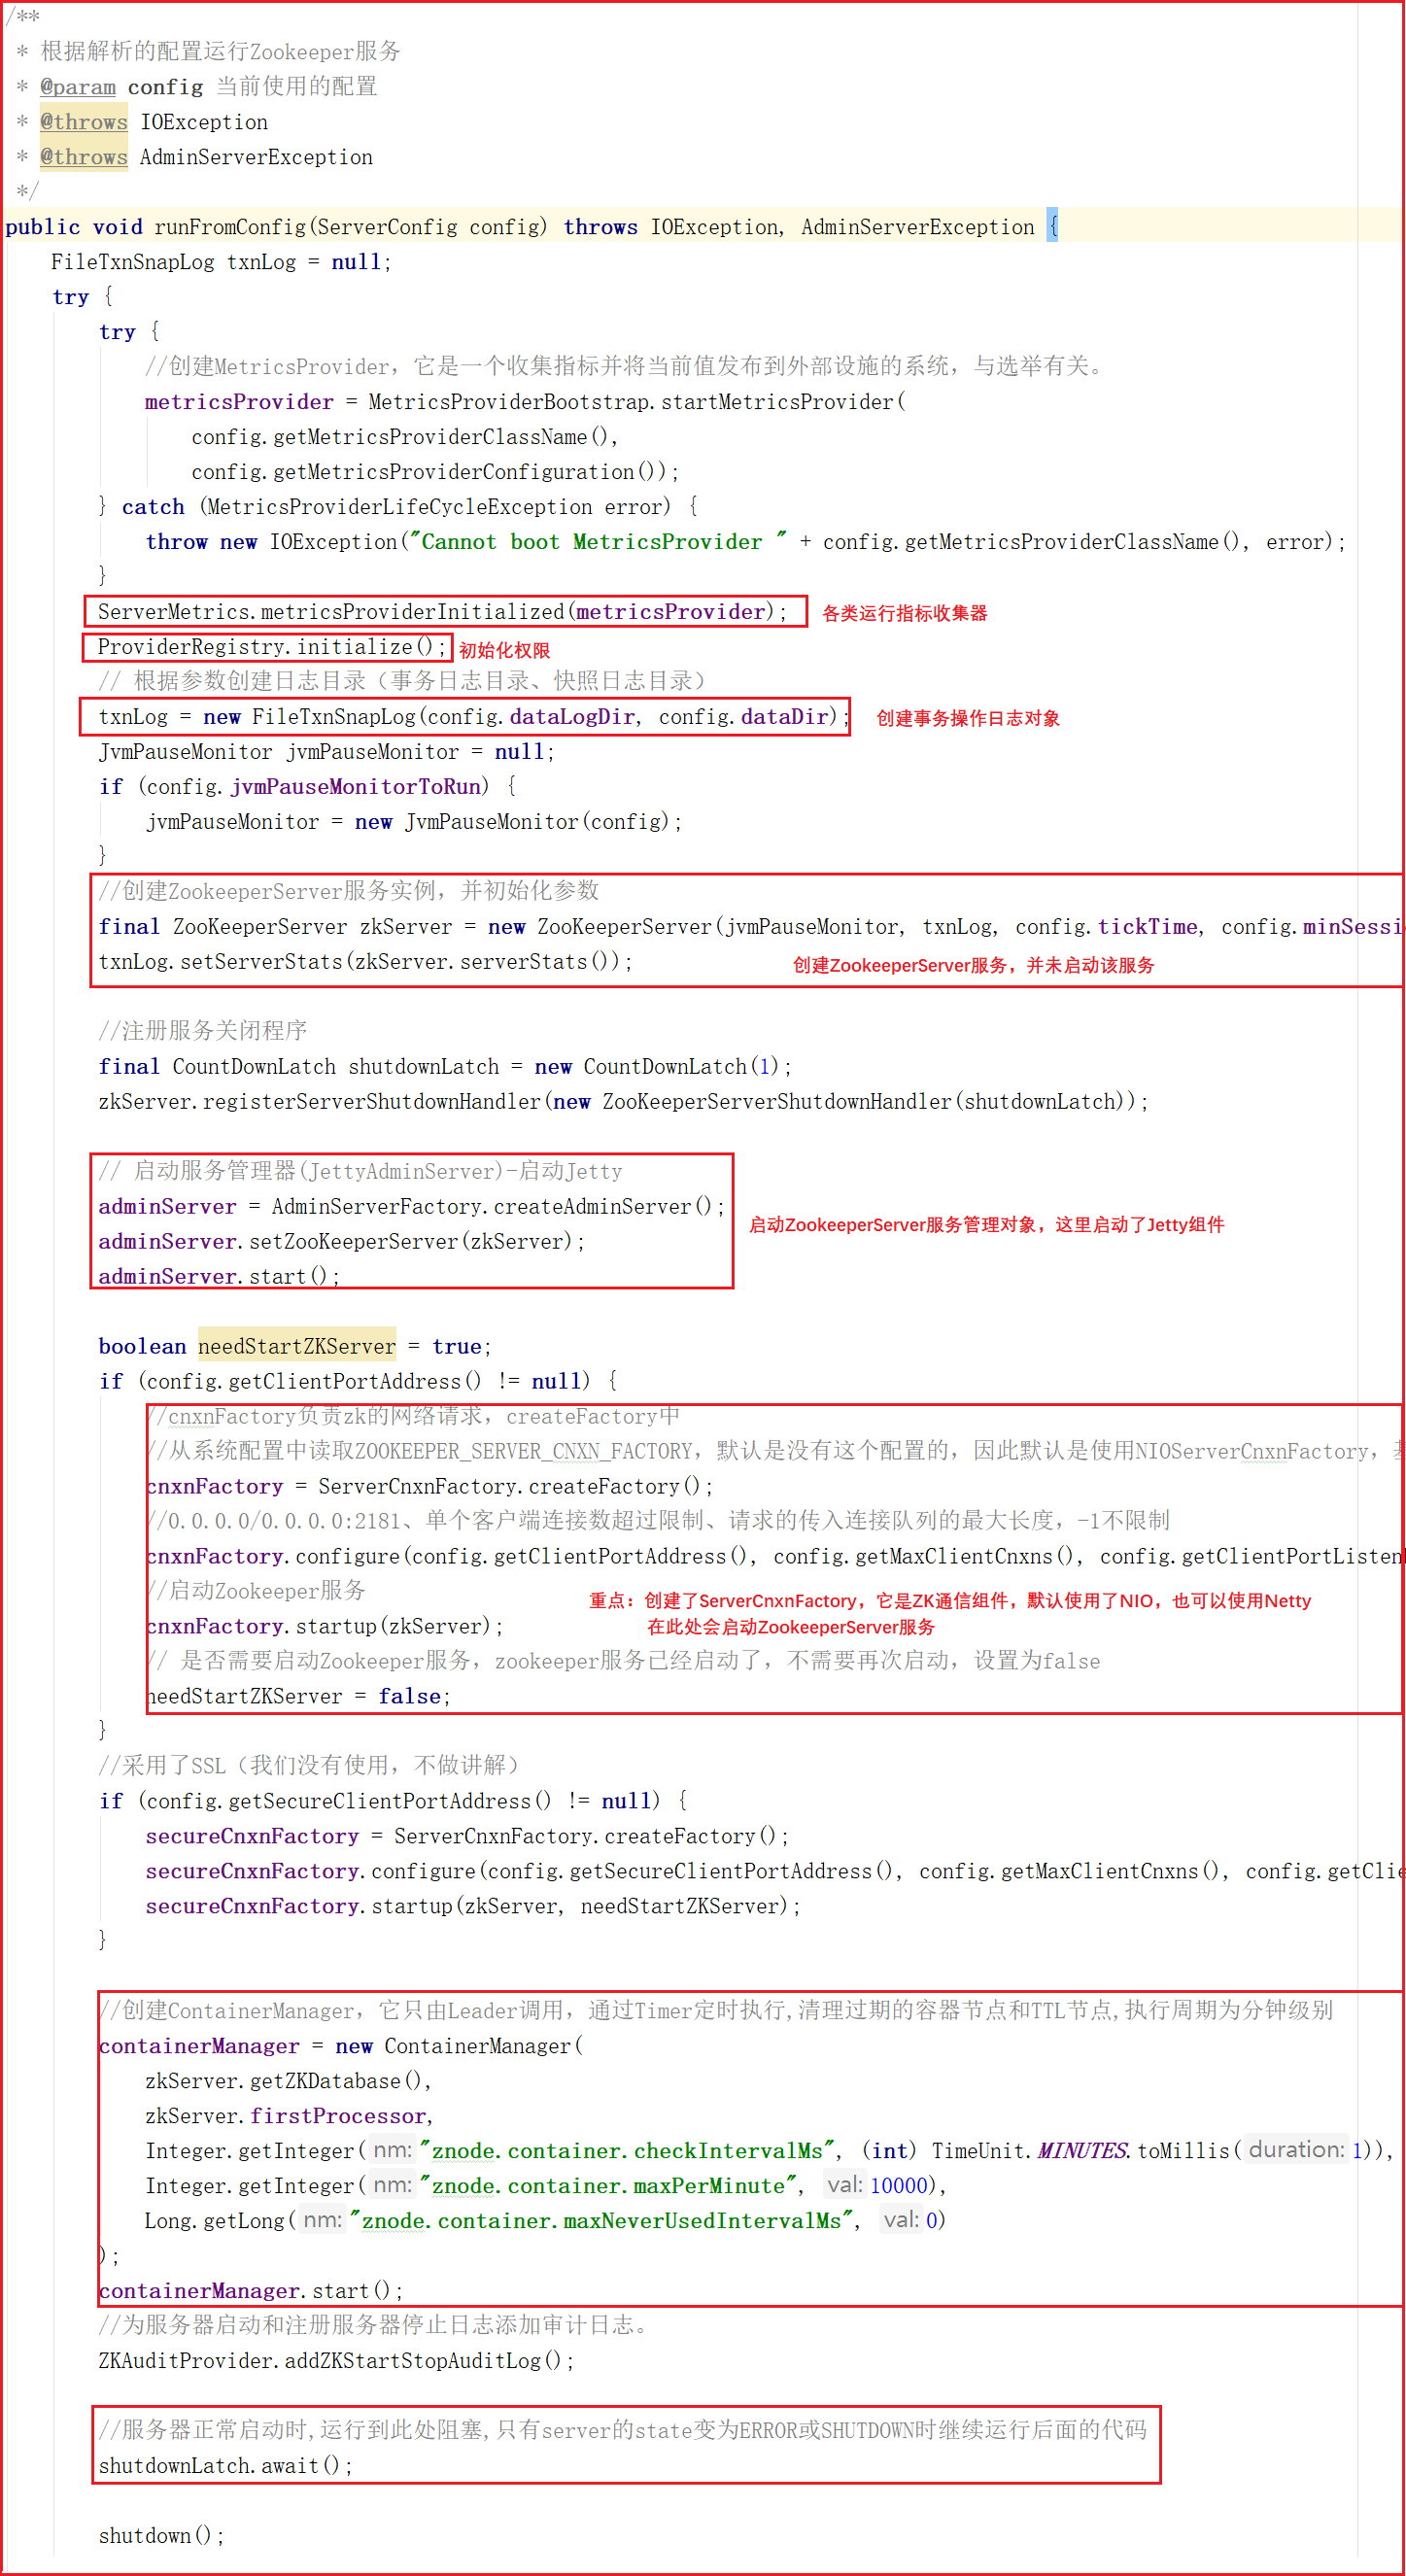 /**
 * 根据解析的配置运行Zookeeper服务
 * @param config 当前使用的配置
 * @throws IOException
 * @throws AdminServerException
 */
public void runFromConfig(ServerConfig config) throws IOException, AdminServerException {
FileTxnSnapLog txnLog = null;
try {
try {
//创建MetricsProvider，它是一个收集指标并将当前值发布到外部设施的系统，与选举有关。
metricsProvider = MetricsProviderBootstrap.startMetricsProvider(
config.getMetricsProviderClassName(),
config.getMetricsProviderConfiguration());
} catch (MetricsProviderLifeCycleException error) {
throw new IOException("Cannot boot MetricsProvider " + config.getMetricsProviderClassName(), error);
}
ServerMetrics.metricsProviderInitialized(metricsProvider); 各类运行指标收集器
ProviderRegistry.initialize(); 初始化权限
// 根据参数创建日志目录（事务日志目录、快照日志目录）
txnLog = new FileTxnSnapLog(config.dataLogDir, config.dataDir); 创建事务操作日志对象
JvmPauseMonitor jvmPauseMonitor = null;
if (config.jvmPauseMonitorToRun) {
jvmPauseMonitor = new JvmPauseMonitor(config);
}
//创建ZookeeperServer服务实例，并初始化参数
final ZooKeeperServer zkServer = new ZooKeeperServer(jvmPauseMonitor, txnLog, config.tickTime, config.minSessi
txnLog.setServerStats(zkServer.serverStats()); 创建ZookeeperServer服务，并未启动该服务
//注册服务关闭程序
final CountDownLatch shutdownLatch = new CountDownLatch(1);
zkServer.registerServerShutdownHandler(new ZooKeeperServerShutdownHandler(shutdownLatch));
// 启动服务管理器(JettyAdminServer)-启动Jetty
adminServer = AdminServerFactory.createAdminServer();
adminServer.setZooKeeperServer(zkServer); 启动ZookeeperServer服务管理对象，这里启动了Jetty组件
adminServer.start();
boolean needStartZKServer = true;
if (config.getClientPortAddress() != null) {
//cnxnFactory负责zk的网络请求，createFactory中
//从系统配置中读取ZOOKEEPER_SERVER_CNXN_FACTORY，默认是没有这个配置的，因此默认是使用NIOServerCnxnFactory，
cnxnFactory = ServerCnxnFactory.createFactory();
//0.0.0.0/0.0.0.0:2181、单个客户端连接数超过限制、请求的传入连接队列的最大长度，-1不限制
cnxnFactory.configure(config.getClientPortAddress(), config.getMaxClientCnxns(), config.getClientPortListen
//启动Zookeeper服务 重点：创建了ServerCnxnFactory，它是ZK通信组件，默认使用了NIO，也可以使用Netty
cnxnFactory.startup(zkServer); 在此处会启动ZookeeperServer服务
// 是否需要启动Zookeeper服务，zookeeper服务已经启动了，不需要再次启动，设置为false
needStartZKServer = false;
}
//采用了SSL（我们没有使用，不做讲解）
if (config.getSecureClientPortAddress() != null) {
secureCnxnFactory = ServerCnxnFactory.createFactory();
secureCnxnFactory.configure(config.getSecureClientPortAddress(), config.getMaxClientCnxns(), config.getClie
secureCnxnFactory.startup(zkServer, needStartZKServer);
}
//创建ContainerManager，它只由Leader调用，通过Timer定时执行,清理过期的容器节点和TTL节点,执行周期为分钟级别
containerManager = new ContainerManager(
zkServer.getZKDatabase(),
zkServer.firstProcessor,
Integer.getInteger( nm: "znode.container.checkIntervalMs", (int) TimeUnit.MINUTES.toMillis( duration: 1)),
Integer.getInteger( nm: "znode.container.maxPerMinute", val: 10000),
Long.getLong( nm: "znode.container.maxNeverUsedIntervalMs", val: 0)
);
containerManager.start();
//为服务器启动和注册服务器停止日志添加审计日志。
ZKAuditProvider.addZKStartStopAuditLog();
//服务器正常启动时,运行到此处阻塞,只有server的state变为ERROR或SHUTDOWN时继续运行后面的代码
shutdownLatch.await();
shutdown();